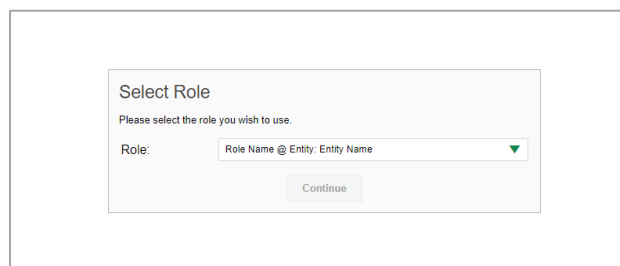 Select Role
Please select the role you wish to use.
Role: Role Name @ Entity: Entity Name
Continue